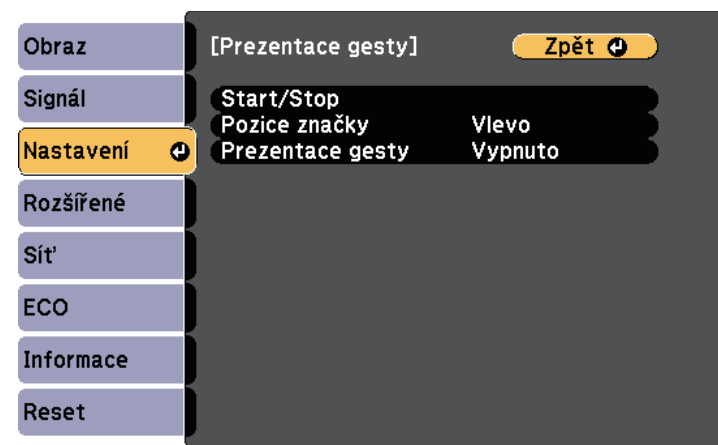 Obraz
Signál
Nastavení
Rozšířené
Síť
ECO
Informace
Reset
[Prezentace gesty] Zpět
Start/Stop
Pozice značky Vlevo
Prezentace gesty Vypnuto